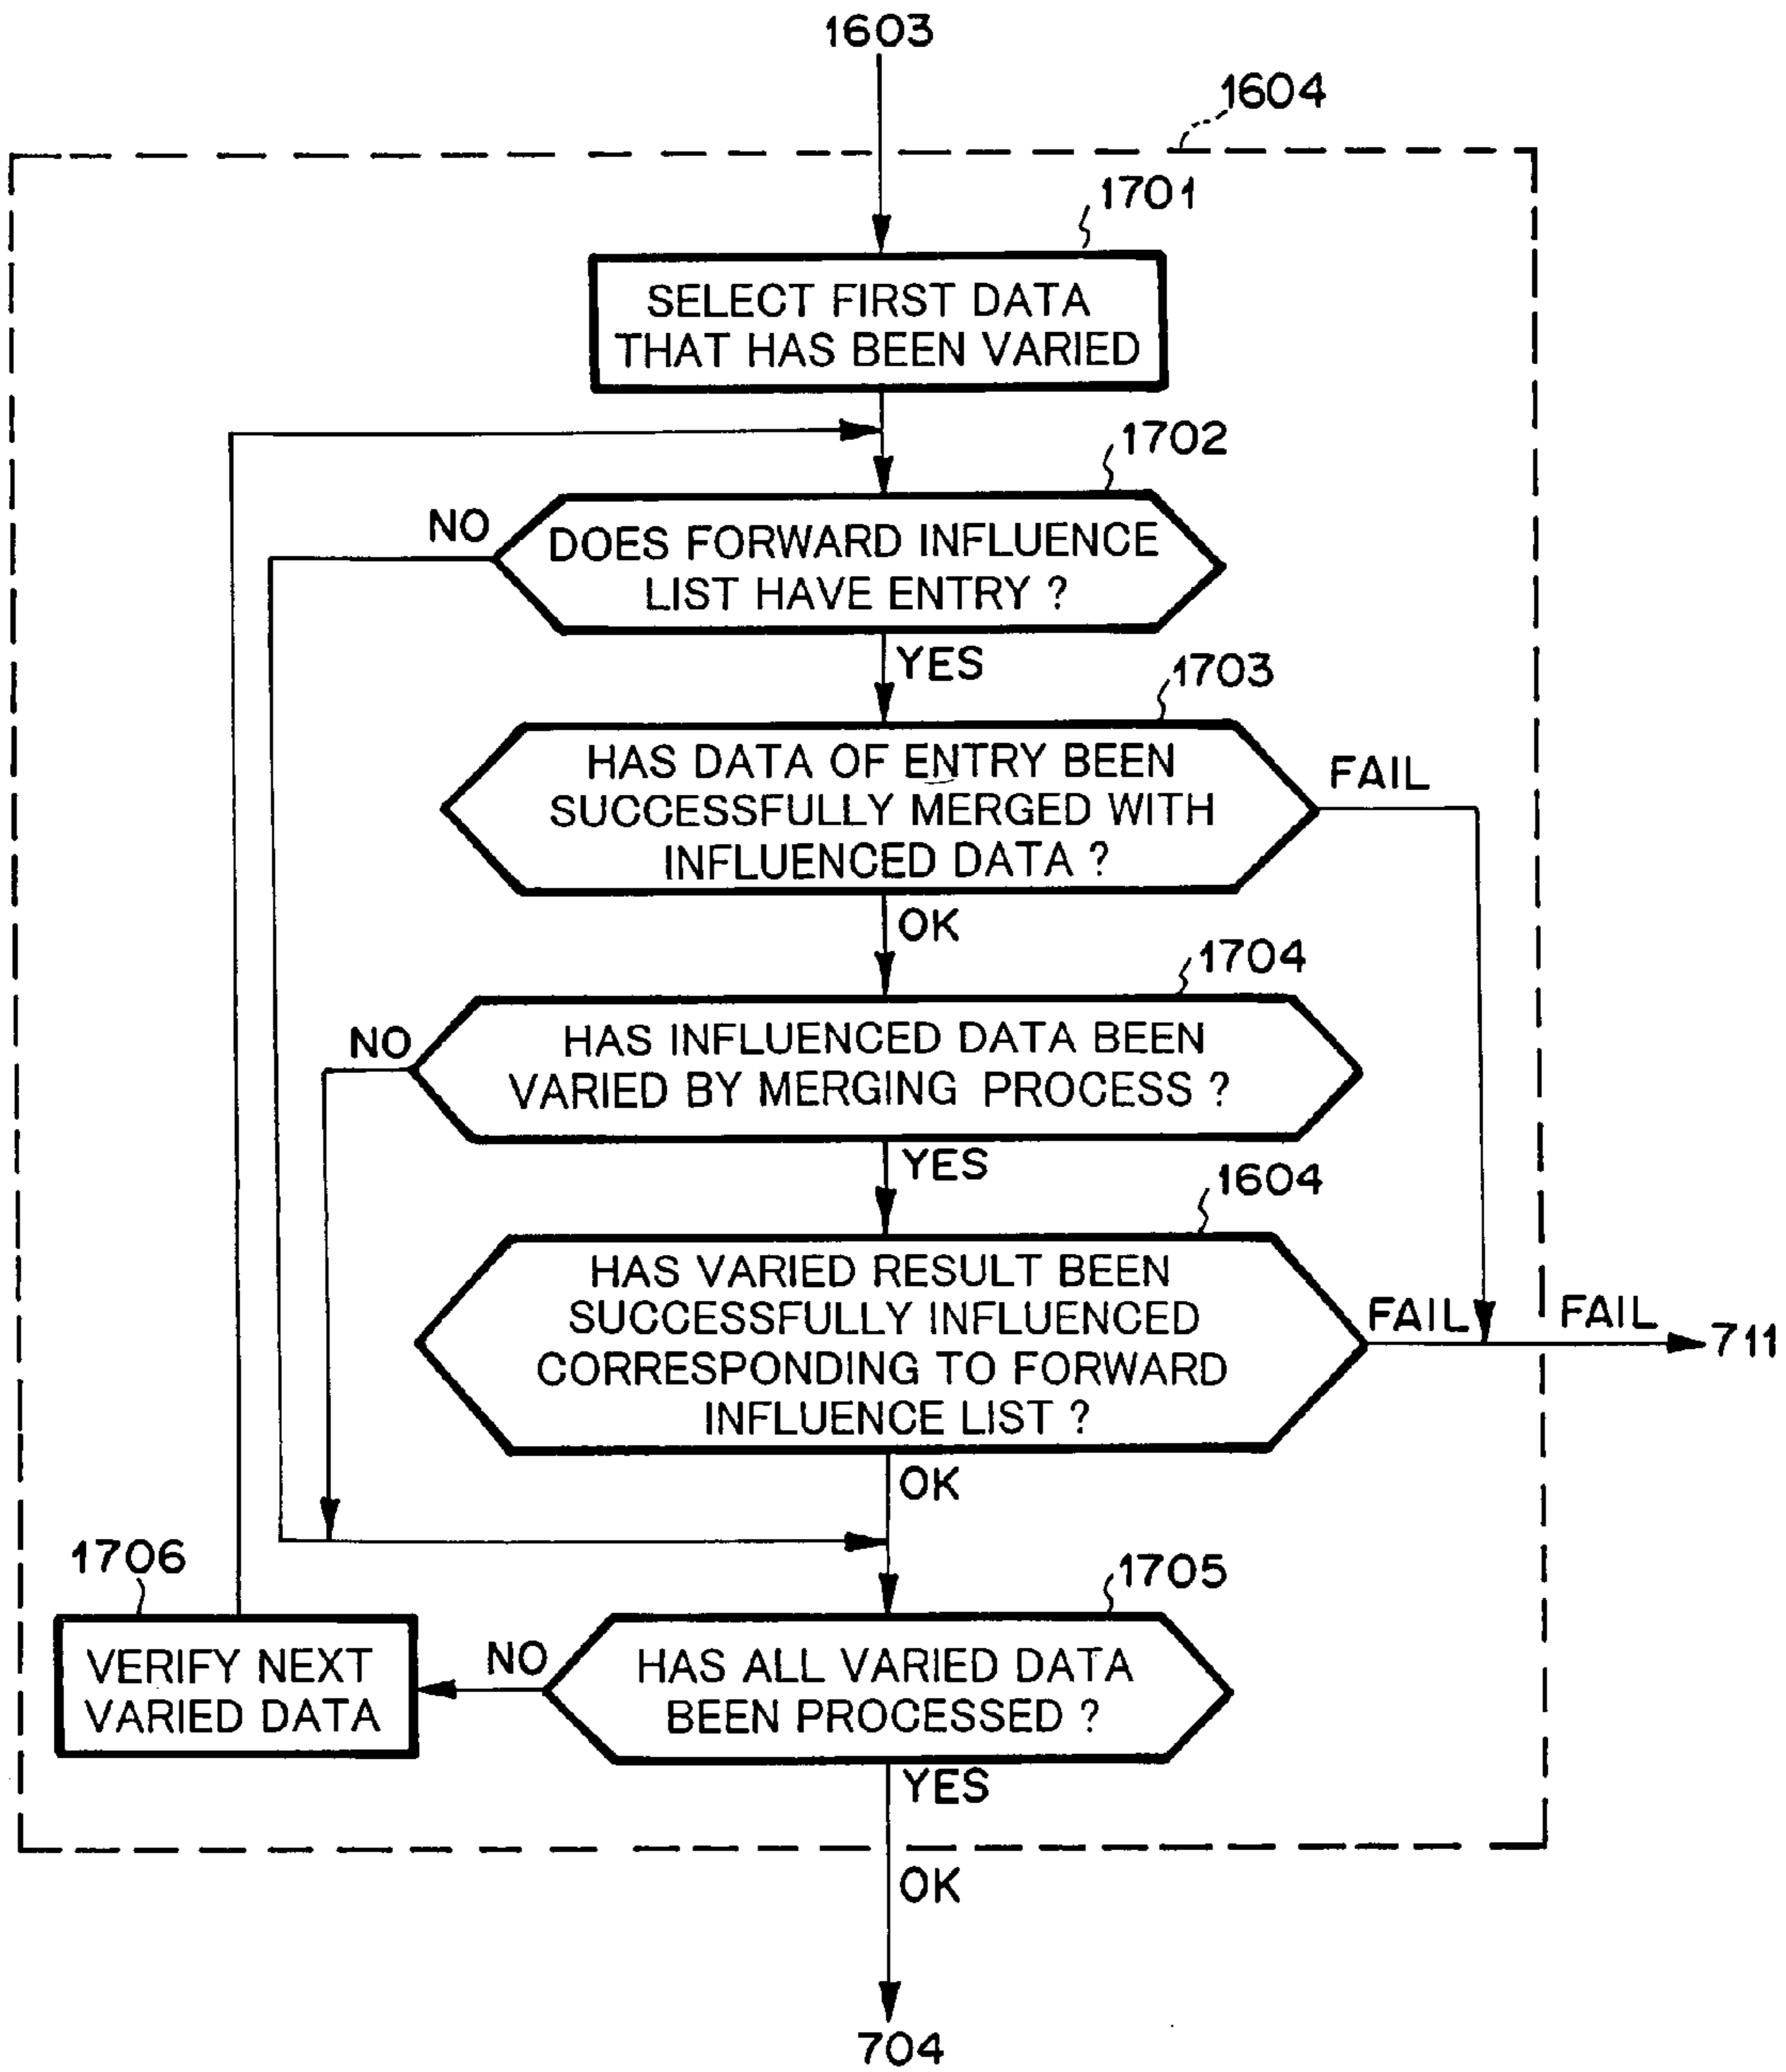 1603
1604
1701
SELECT FIRST DATA
THAT HAS BEEN VARIED
1702
NO
DOES FORWARD INFLUENCE
LIST HAVE ENTRY ?
YES
1703
HAS DATA OF ENTRY BEEN
SUCCESSFULLY MERGED WITH
INFLUENCED DATA ?
FAIL
OK
1704
NO
HAS INFLUENCED DATA BEEN
VARIED BY MERGING PROCESS ?
YES
1604
HAS VARIED RESULT BEEN
SUCCESSFULLY INFLUENCED
CORRESPONDING TO FORWARD
INFLUENCE LIST ?
FAIL
FAIL
711
OK
1706
1705
VERIFY NEXT
VARIED DATA
NO
HAS ALL VARIED DATA
BEEN PROCESSED ?
YES
OK
704